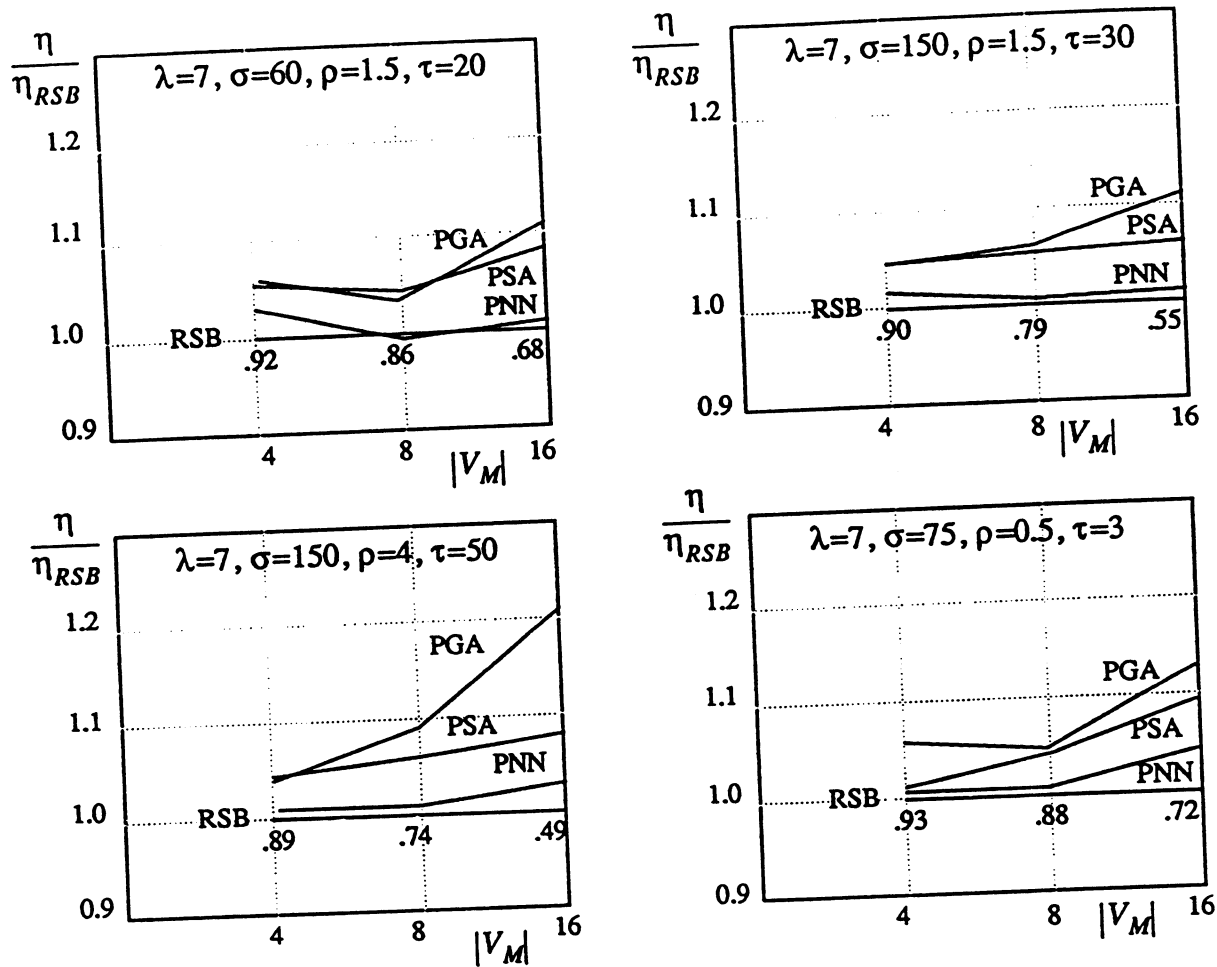 η
η_RSB
λ=7, σ=60, ρ=1.5, τ=20
1.2
1.1
1.0
0.9
PGA
PSA
PNN
RSB
.92
.86
.68
4
8
16
|V_M|
η
η_RSB
λ=7, σ=150, ρ=1.5, τ=30
1.2
1.1
1.0
0.9
PGA
PSA
PNN
RSB
.90
.79
.55
4
8
16
|V_M|
η
η_RSB
λ=7, σ=150, ρ=4, τ=50
1.2
1.1
1.0
0.9
PGA
PSA
PNN
RSB
.89
.74
.49
4
8
16
|V_M|
η
η_RSB
λ=7, σ=75, ρ=0.5, τ=3
1.2
1.1
1.0
0.9
PGA
PSA
PNN
RSB
.93
.88
.72
4
8
16
|V_M|